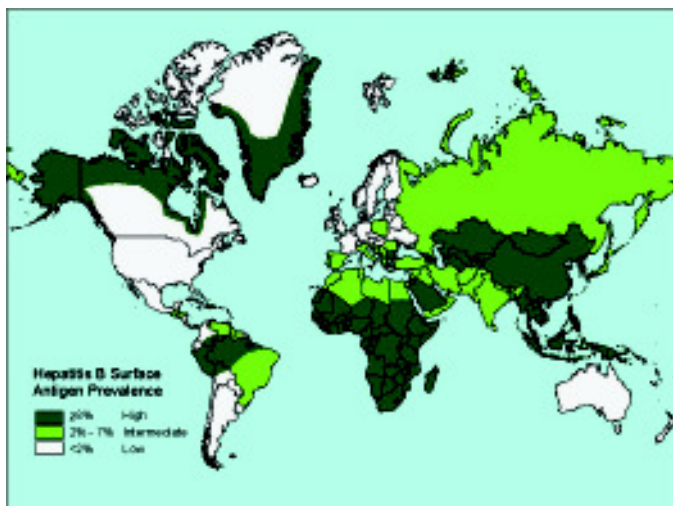 Hepatitis B Surface
Antigen Prevalence
≥8% High
2% - 7% Intermediate
<2% Low